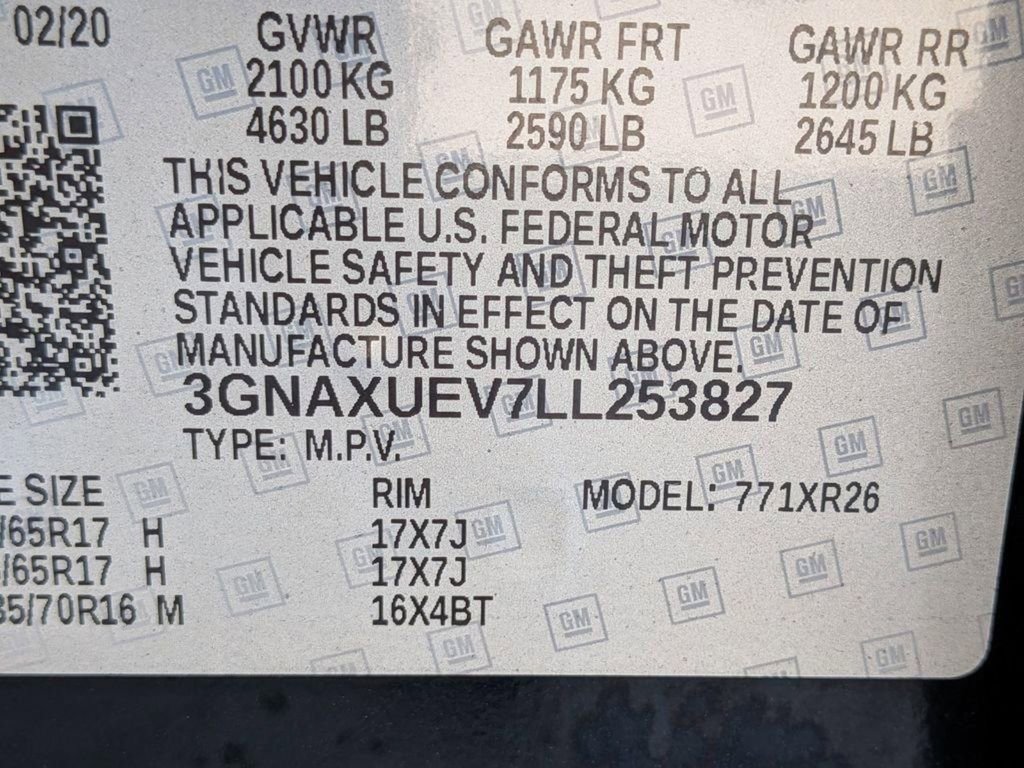 02/20 GVWR GAWR FRT GAWR RR
2100 KG 1175 KG 1200 KG
4630 LB 2590 LB 2645 LB
THIS VEHICLE CONFORMS TO ALL
APPLICABLE U.S. FEDERAL MOTOR
VEHICLE SAFETY AND THEFT PREVENTION
STANDARDS IN EFFECT ON THE DATE OF
MANUFACTURE SHOWN ABOVE.
3GNAXUEV7LL253827
TYPE: M.P.V.
E SIZE RIM MODEL: 771XR26
/65R17 H 17X7J
/65R17 H 17X7J
35/70R16 M 16X4BT